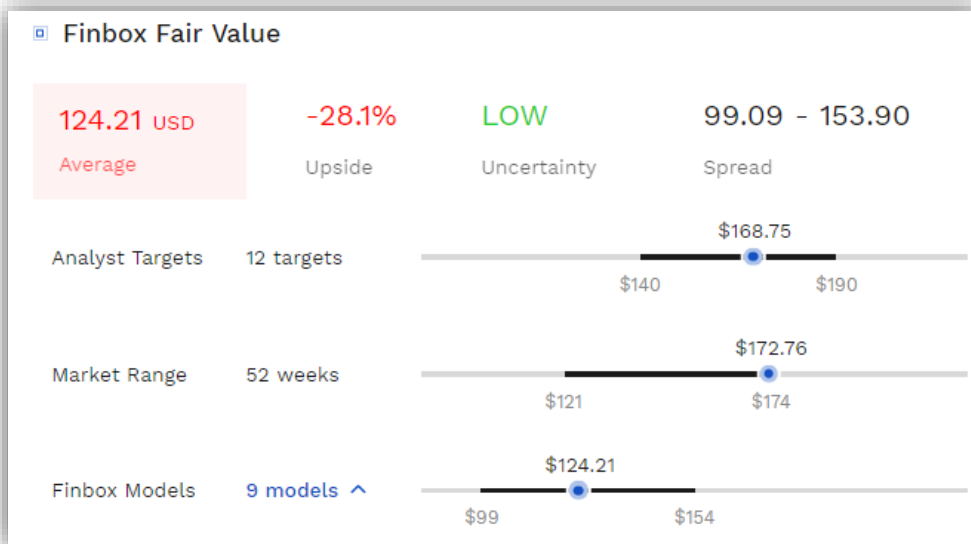 Finbox Fair Value
124.21 USD
Average
-28.1%
Upside
LOW
Uncertainty
99.09 - 153.90
Spread
Analyst Targets 12 targets
$168.75
$140 $190
Market Range 52 weeks
$172.76
$121 $174
Finbox Models 9 models
$124.21
$99 $154